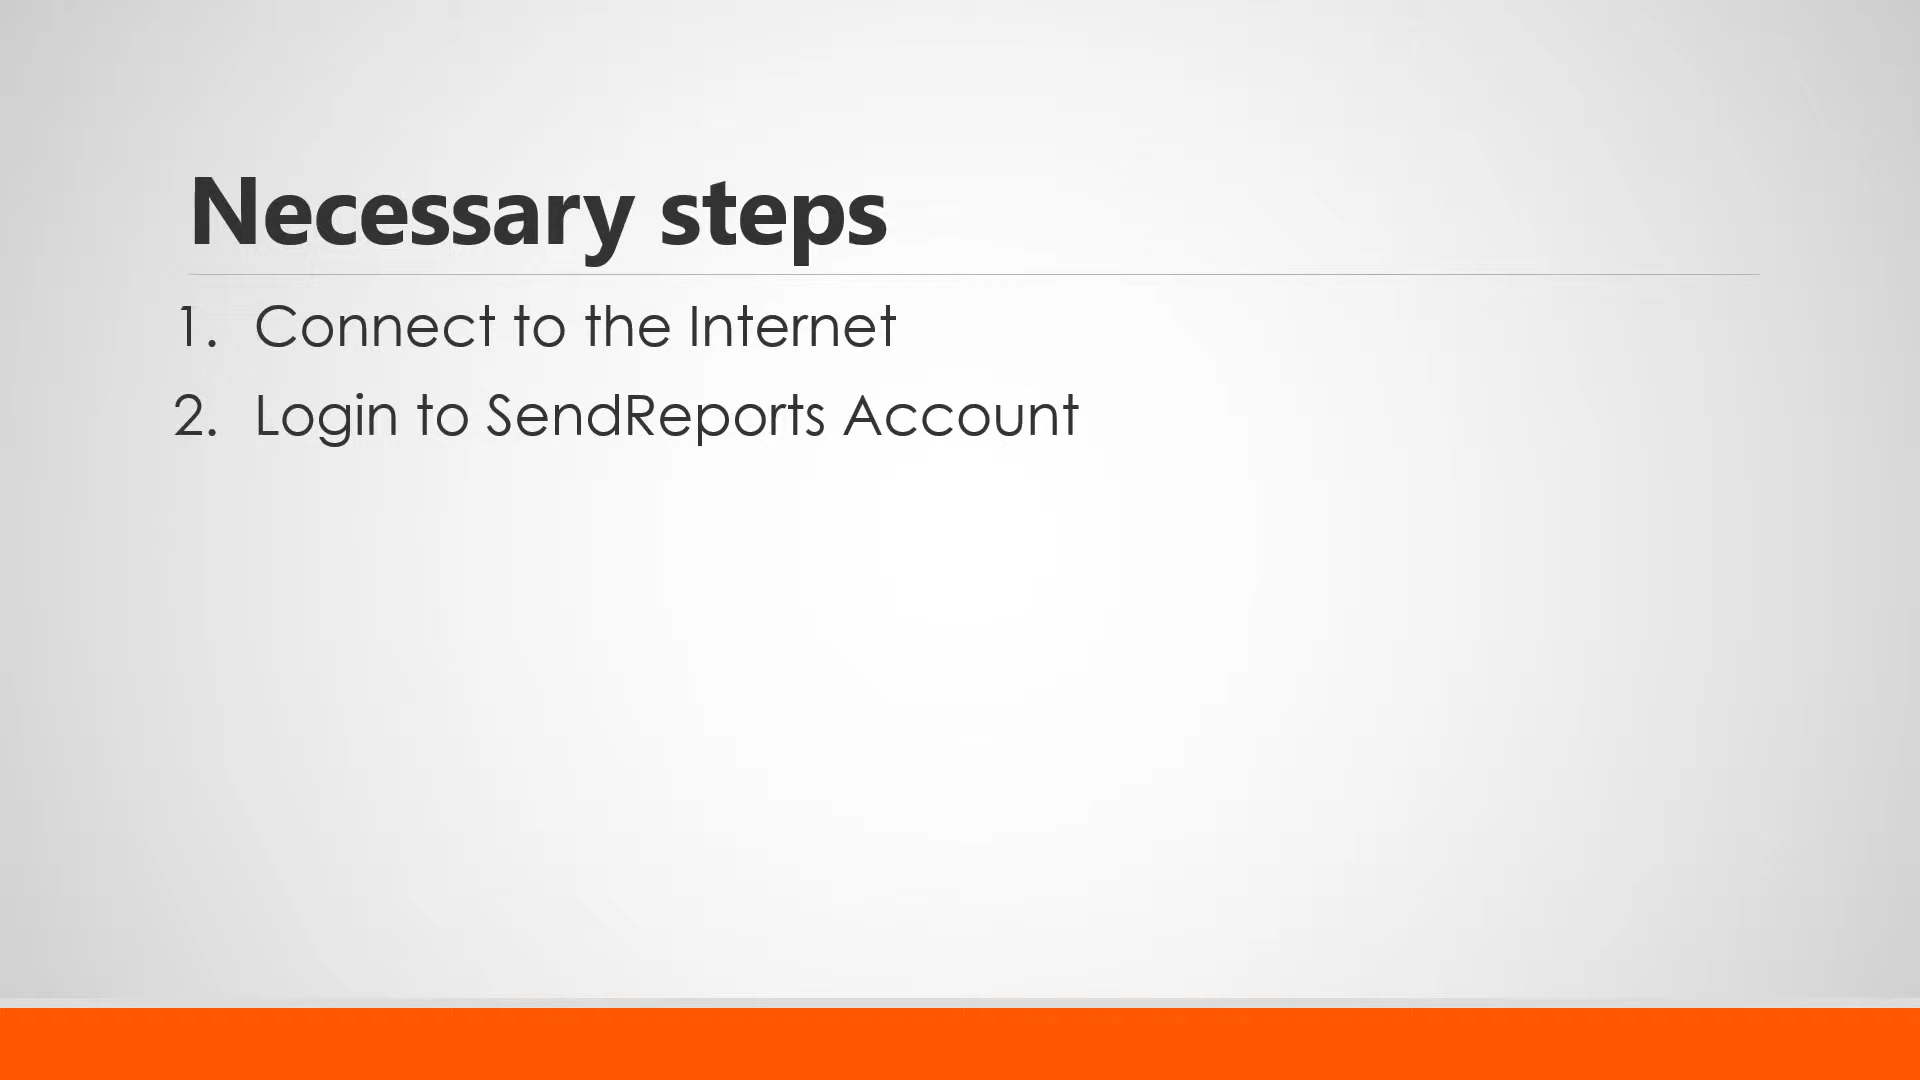 Necessary steps
1. Connect to the Internet
2. Login to SendReports Account